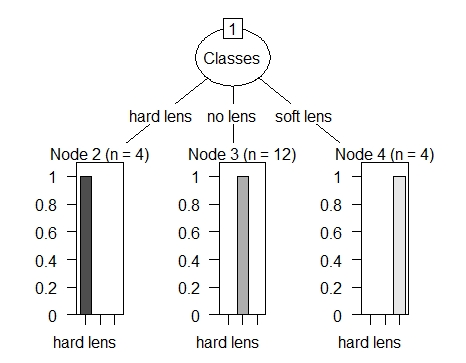 1
Classes
hard lens no lens soft lens
Node 2 (n = 4) Node 3 (n = 12) Node 4 (n = 4)
1 1 1
0.8 0.8 0.8
0.6 0.6 0.6
0.4 0.4 0.4
0.2 0.2 0.2
0 0 0
hard lens hard lens hard lens